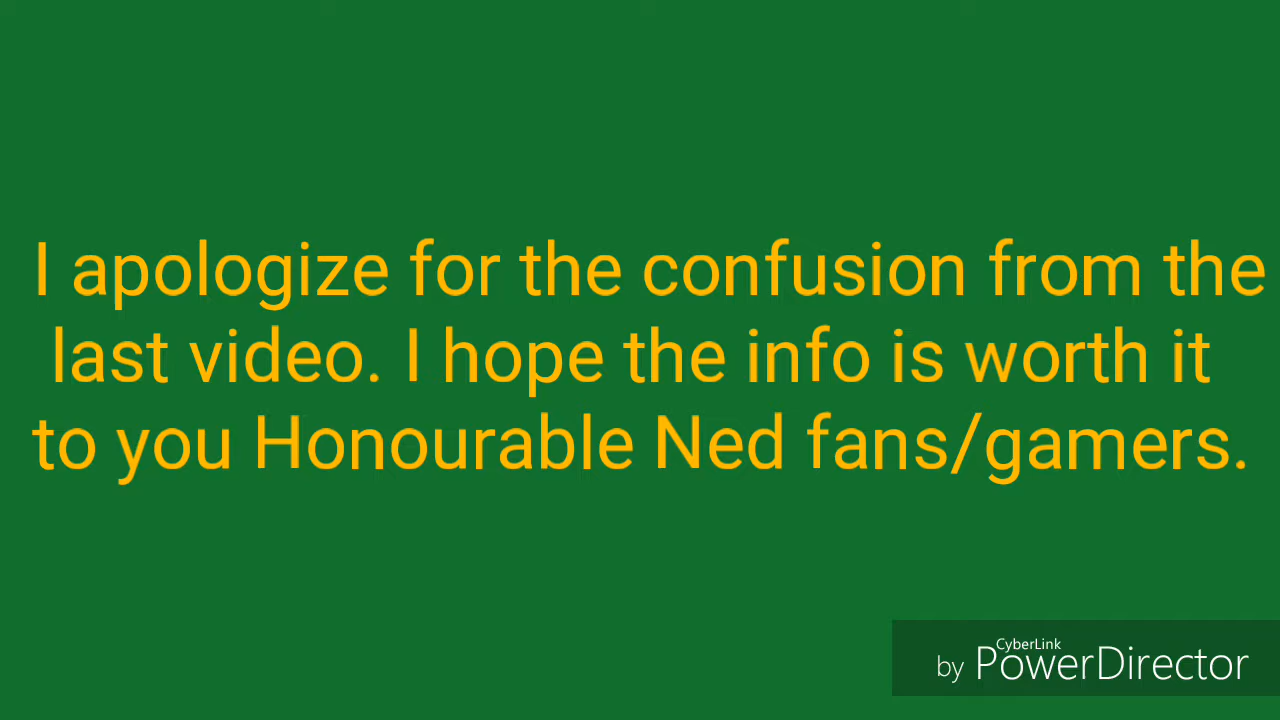 I apologize for the confusion from the
last video. I hope the info is worth it
to you Honourable Ned fans/gamers.
CyberLink
by PowerDirector